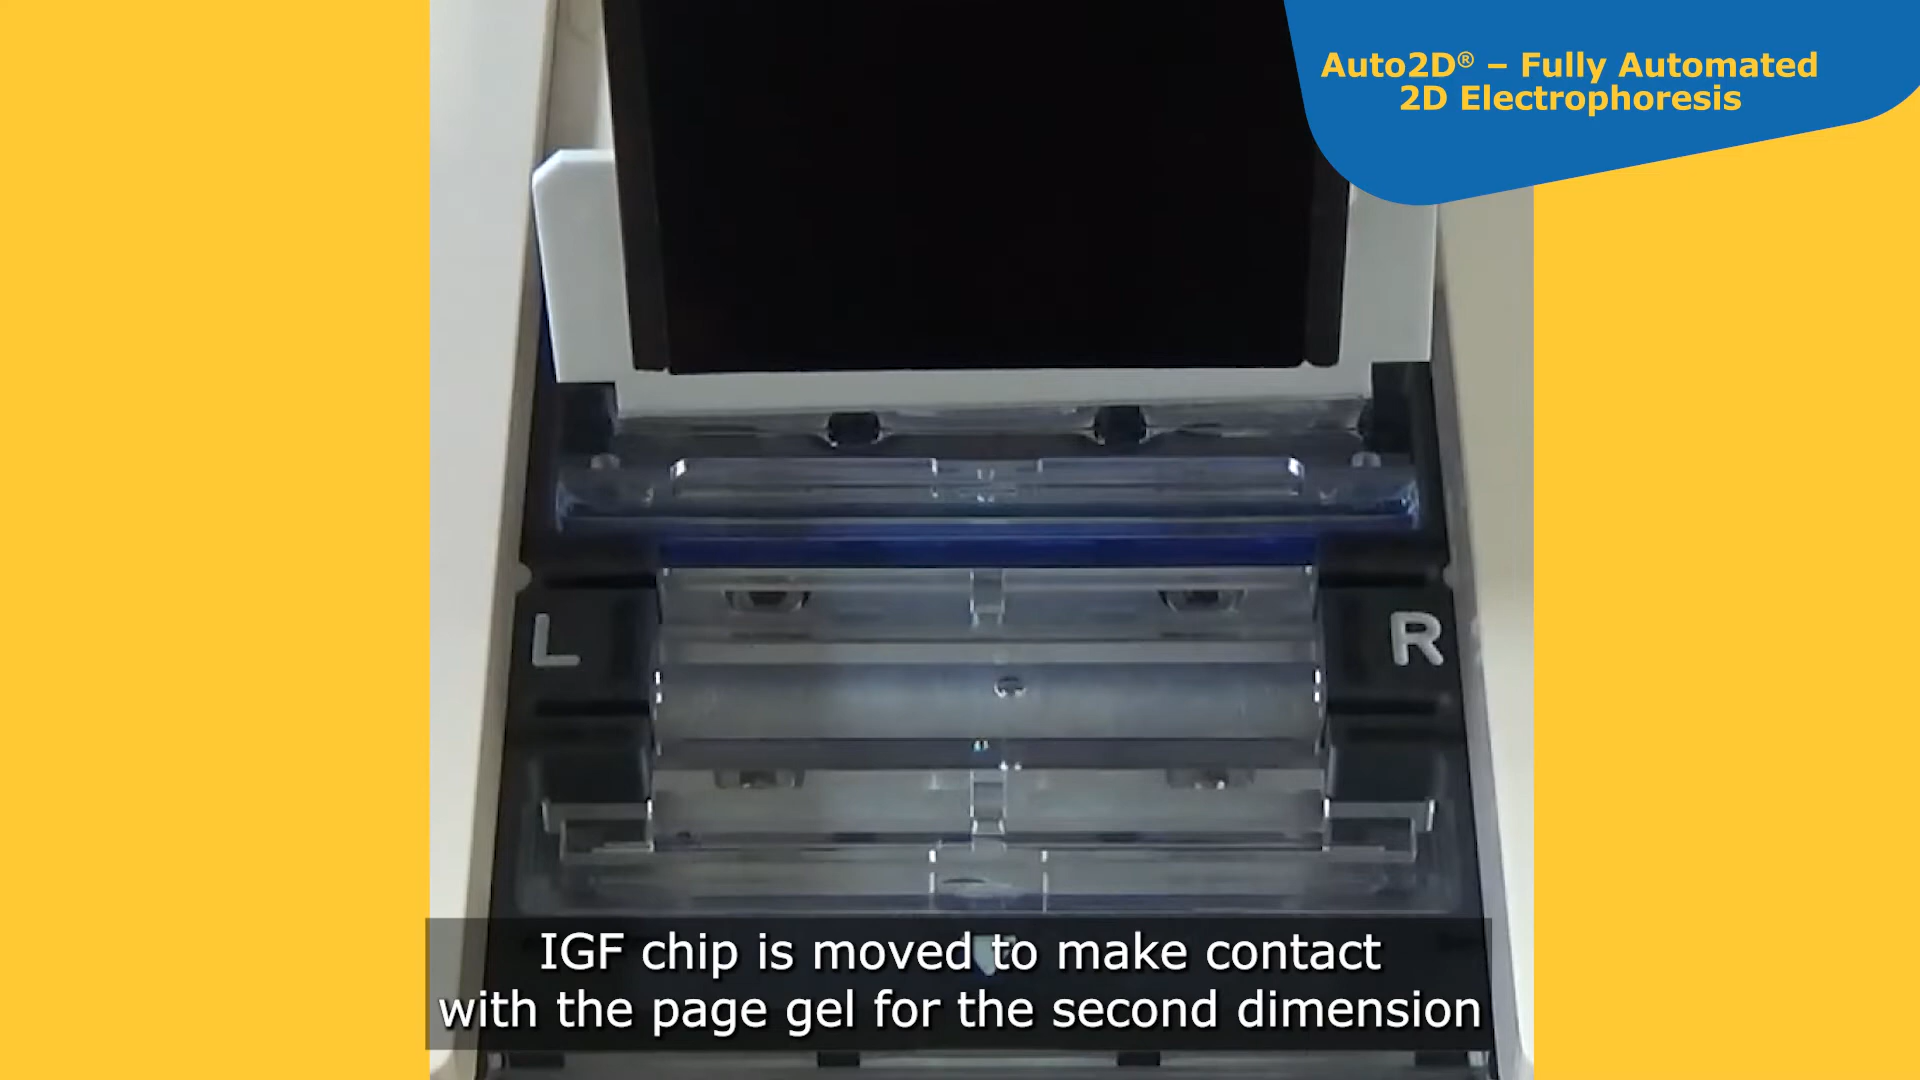 Auto2D® – Fully Automated
2D Electrophoresis
L
R
IGF chip is moved to make contact
with the page gel for the second dimension